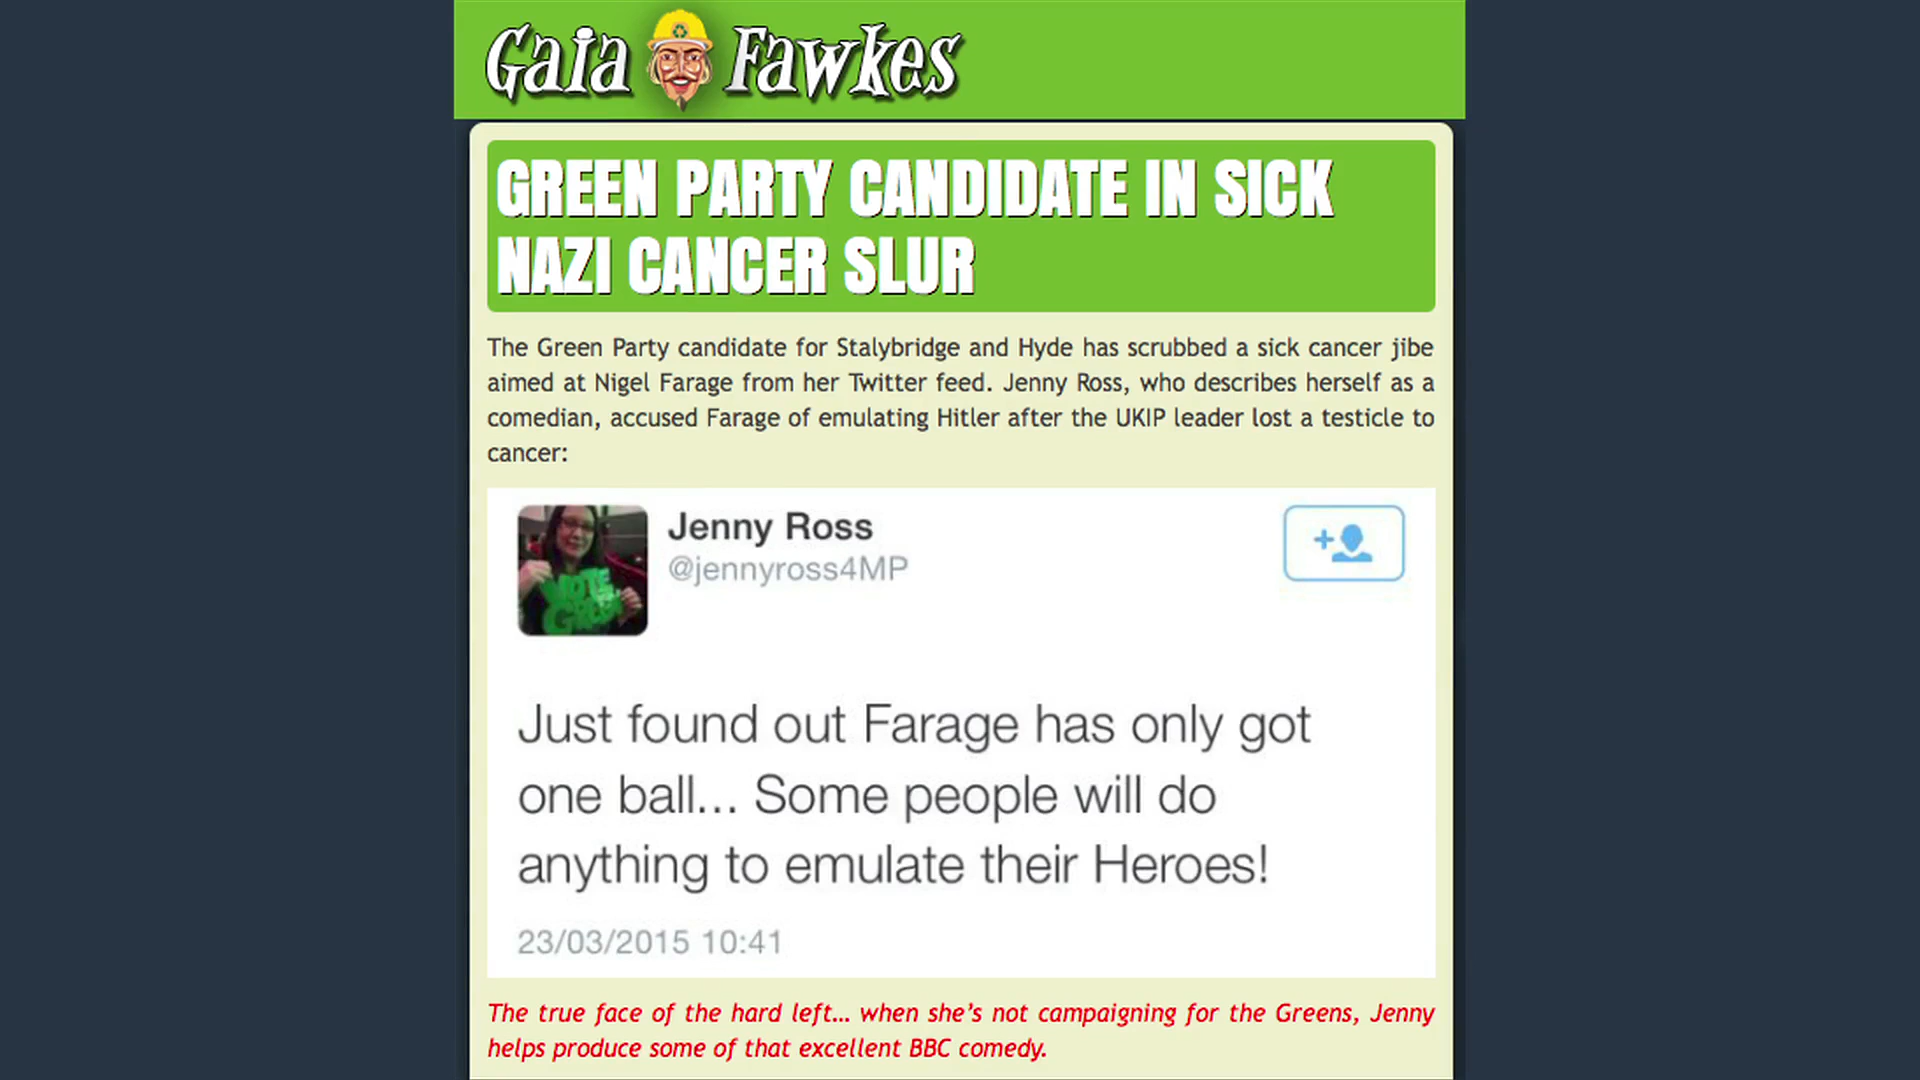 Gaia Fawkes
GREEN PARTY CANDIDATE IN SICK
NAZI CANCER SLUR
The Green Party candidate for Stalybridge and Hyde has scrubbed a sick cancer jibe
aimed at Nigel Farage from her Twitter feed. Jenny Ross, who describes herself as a
comedian, accused Farage of emulating Hitler after the UKIP leader lost a testicle to
cancer:
Jenny Ross
@jennyross4MP
VOTE
GREEN
Just found out Farage has only got
one ball... Some people will do
anything to emulate their Heroes!
23/03/2015 10:41
The true face of the hard left… when she’s not campaigning for the Greens, Jenny
helps produce some of that excellent BBC comedy.